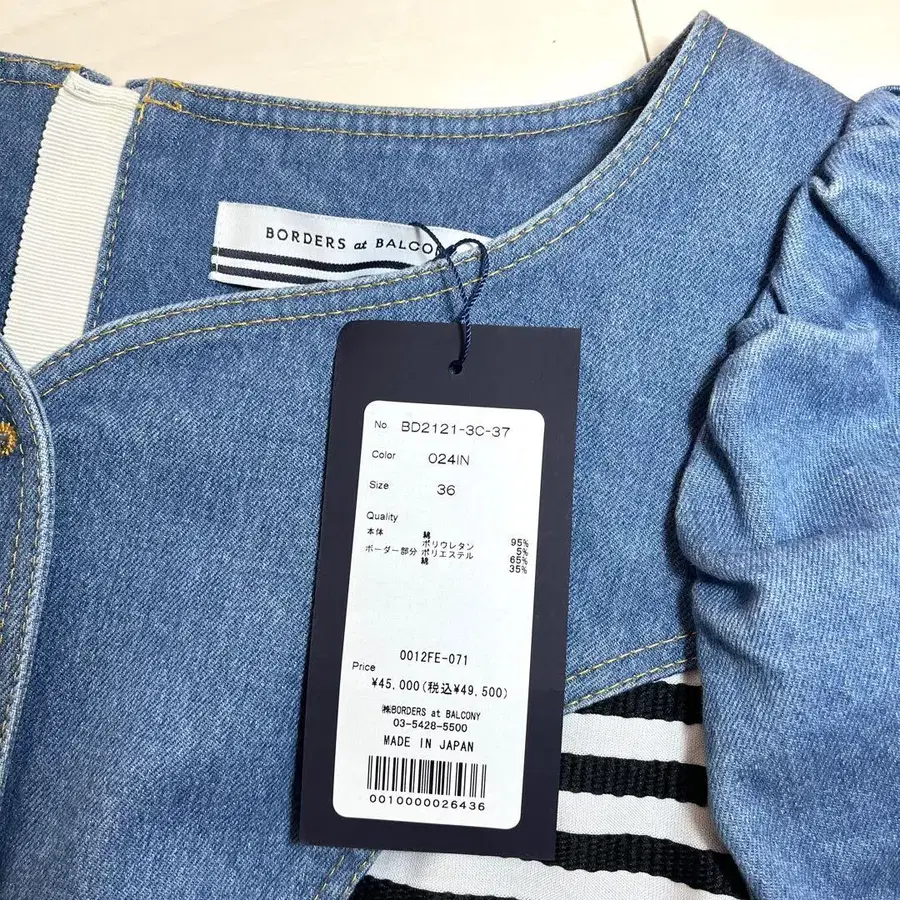 BORDERS at BALCO
No. BD2121-3C-37
Color 024IN
Size 36
Quality
本体 綿 95%
ポリウレタン 5%
ボーダー部分 ポリエステル 65%
綿 35%
0012FE-071
Price
¥45,000(税込¥49,500)
㈱BORDERS at BALCONY
03-5428-5500
MADE IN JAPAN
0010000026436